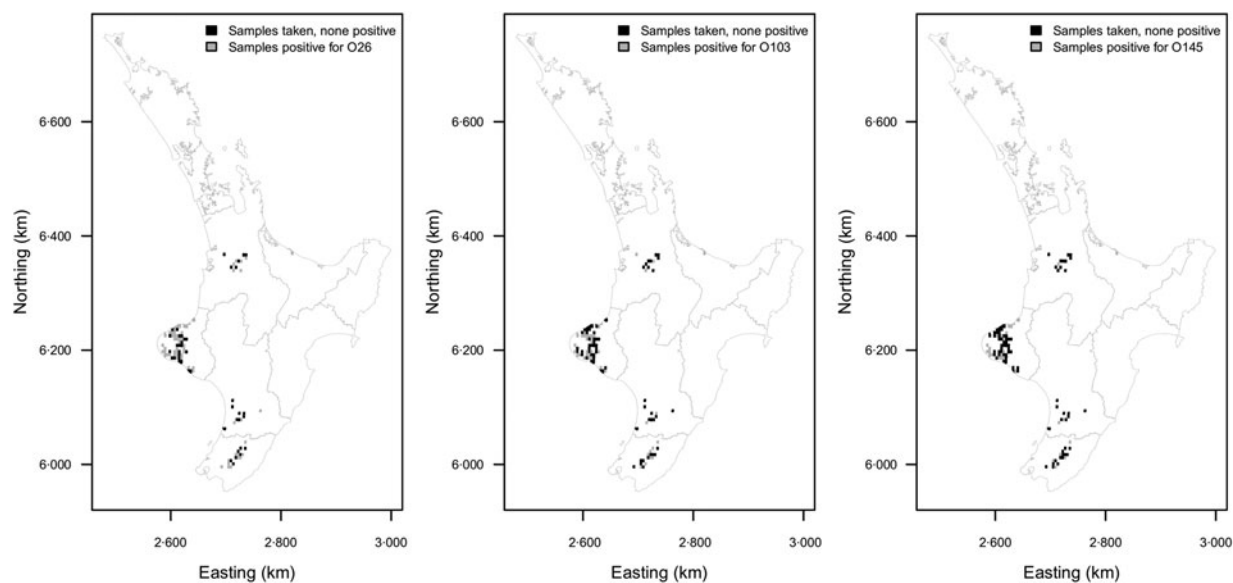 Samples taken, none positive
Samples positive for O26
Northing (km)
6·600
6·400
6·200
6·000
2·600 2·800 3·000
Easting (km)
Samples taken, none positive
Samples positive for O103
Northing (km)
6·600
6·400
6·200
6·000
2·600 2·800 3·000
Easting (km)
Samples taken, none positive
Samples positive for O145
Northing (km)
6·600
6·400
6·200
6·000
2·600 2·800 3·000
Easting (km)